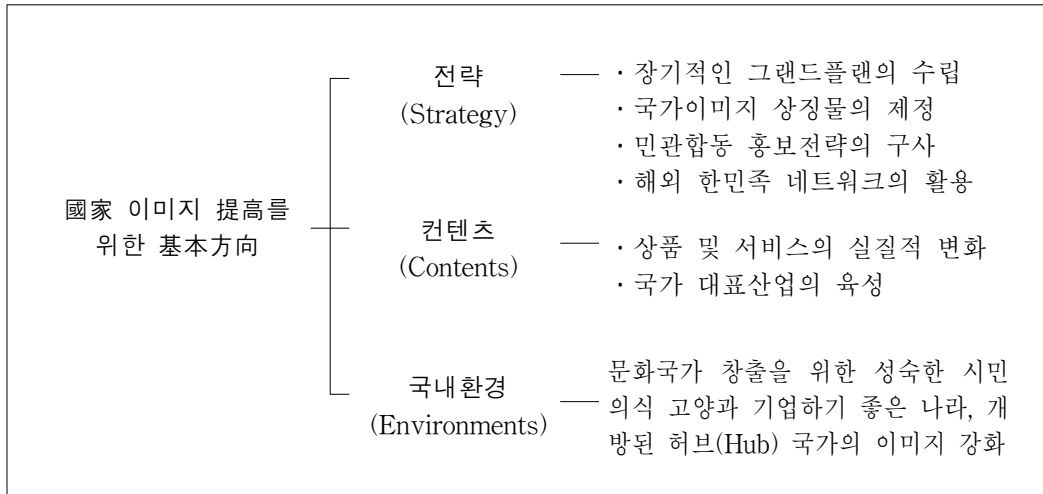 國家 이미지 提高를
위한 基本方向
전략
(Strategy)
· 장기적인 그랜드플랜의 수립
· 국가이미지 상징물의 제정
· 민관합동 홍보전략의 구사
· 해외 한민족 네트워크의 활용
컨텐츠
(Contents)
· 상품 및 서비스의 실질적 변화
· 국가 대표산업의 육성
국내환경
(Environments)
문화국가 창출을 위한 성숙한 시민
의식 고양과 기업하기 좋은 나라, 개
방된 허브(Hub) 국가의 이미지 강화